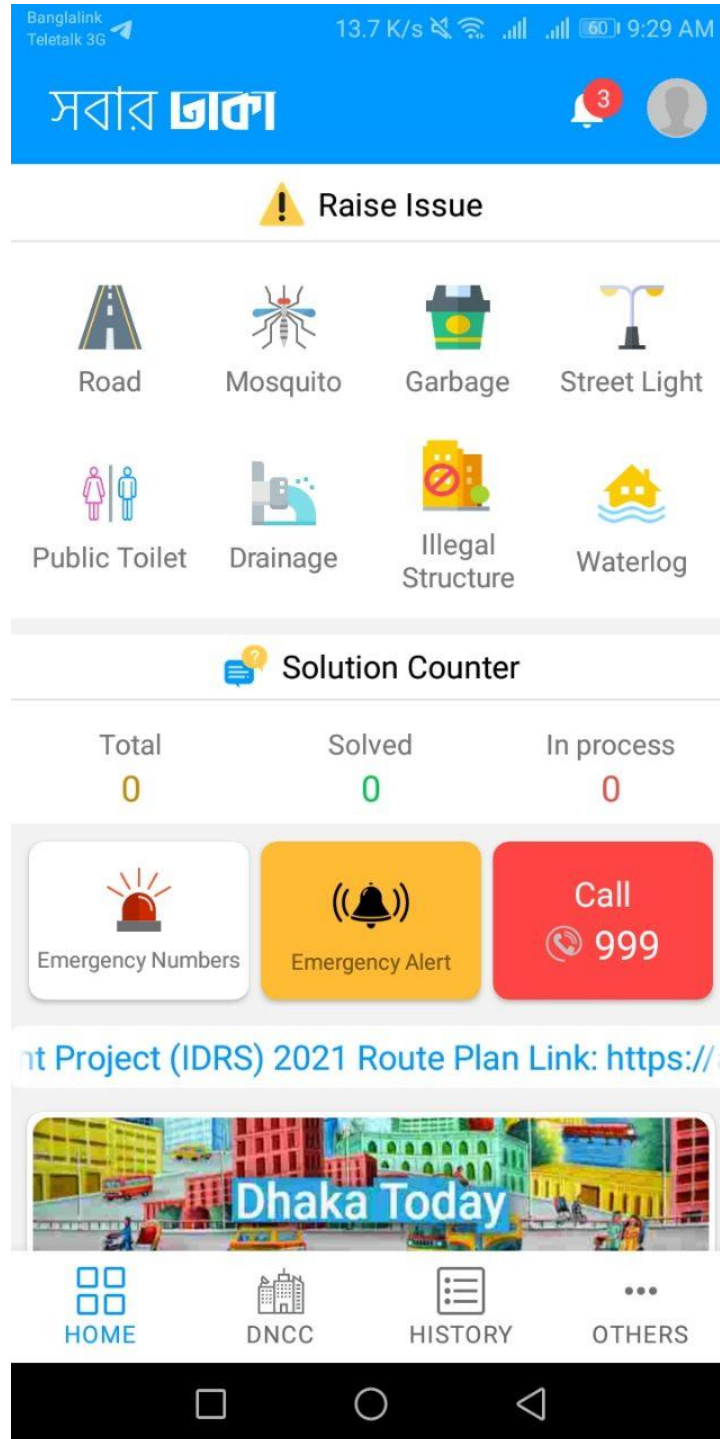 Banglalink
Teletalk 3G
13.7 K/s 60 9:29 AM
সবার ঢাকা
3
Raise Issue
Road Mosquito Garbage Street Light
Public Toilet Drainage Illegal Structure Waterlog
Solution Counter
Total Solved In process
0 0 0
Emergency Numbers
Emergency Alert
Call
999
nt Project (IDRS) 2021 Route Plan Link: https://
Dhaka Today
HOME DNCC HISTORY OTHERS